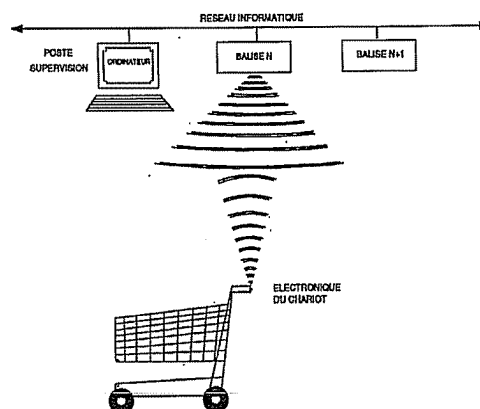 RESEAU INFORMATIQUE
POSTE
SUPERVISION
ORDINATEUR
BALISE N
BALISE N+1
ELECTRONIQUE
DU CHARIOT